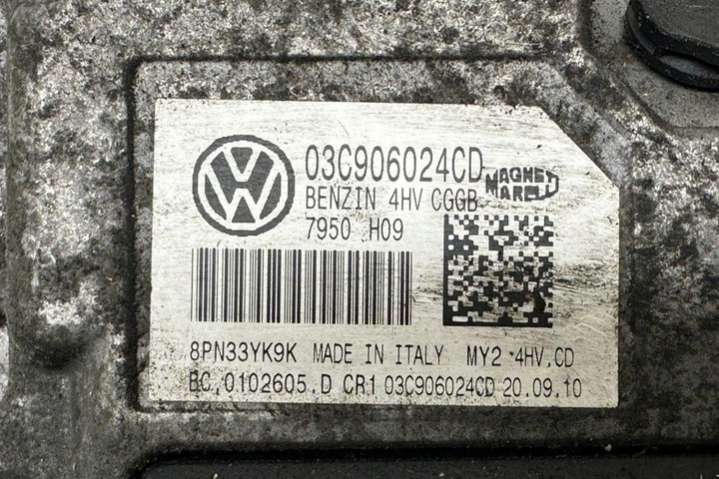 03C906024CD
MAGNETI
MARELLI
BENZIN 4HV CGGB
7950 H09
8PN33YK9K MADE IN ITALY MY2 4HV.CD
BC.0102605.D CR1 03C906024CD 20.09.10